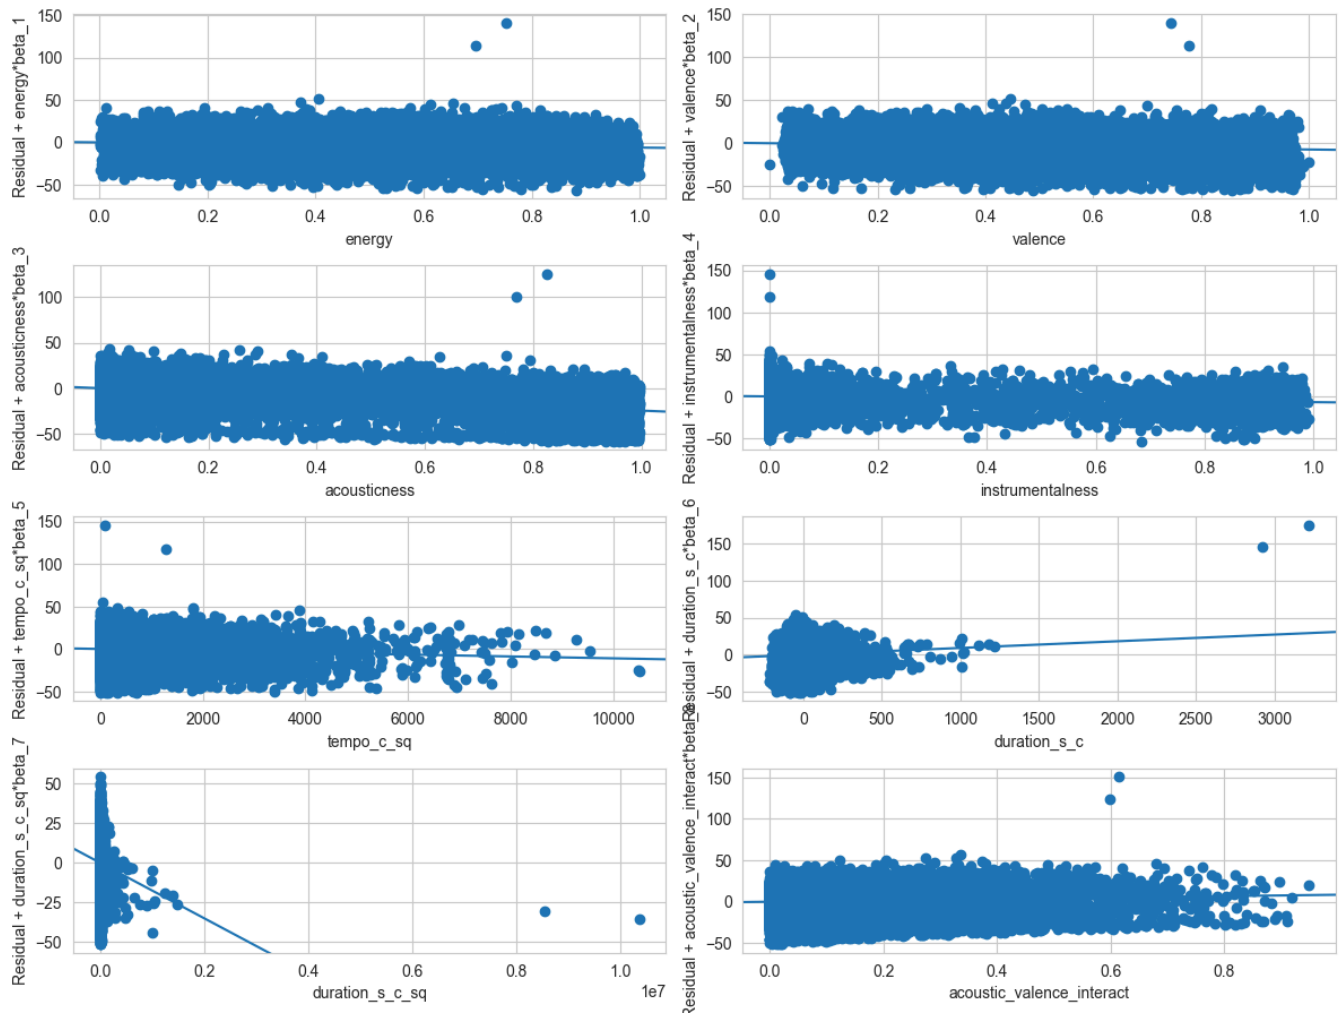 Residual + energy*beta_1
150
100
50
0
−50
0.0 0.2 0.4 0.6 0.8 1.0
energy
Residual + valence*beta_2
150
100
50
0
−50
0.0 0.2 0.4 0.6 0.8 1.0
valence
Residual + acousticness*beta_3
100
50
0
−50
0.0 0.2 0.4 0.6 0.8 1.0
acousticness
Residual + instrumentalness*beta_4
150
100
50
0
−50
0.0 0.2 0.4 0.6 0.8 1.0
instrumentalness
Residual + tempo_c_sq*beta_5
150
100
50
0
−50
0 2000 4000 6000 8000 10000
tempo_c_sq
Residual + duration_s_c*beta_6
150
100
50
0
−50
0 500 1000 1500 2000 2500 3000
duration_s_c
Residual + duration_s_c_sq*beta_7
50
25
0
−25
−50
0.0 0.2 0.4 0.6 0.8 1.0
1e7
duration_s_c_sq
Residual + acoustic_valence_interact*beta_8
150
100
50
0
−50
0.0 0.2 0.4 0.6 0.8
acoustic_valence_interact